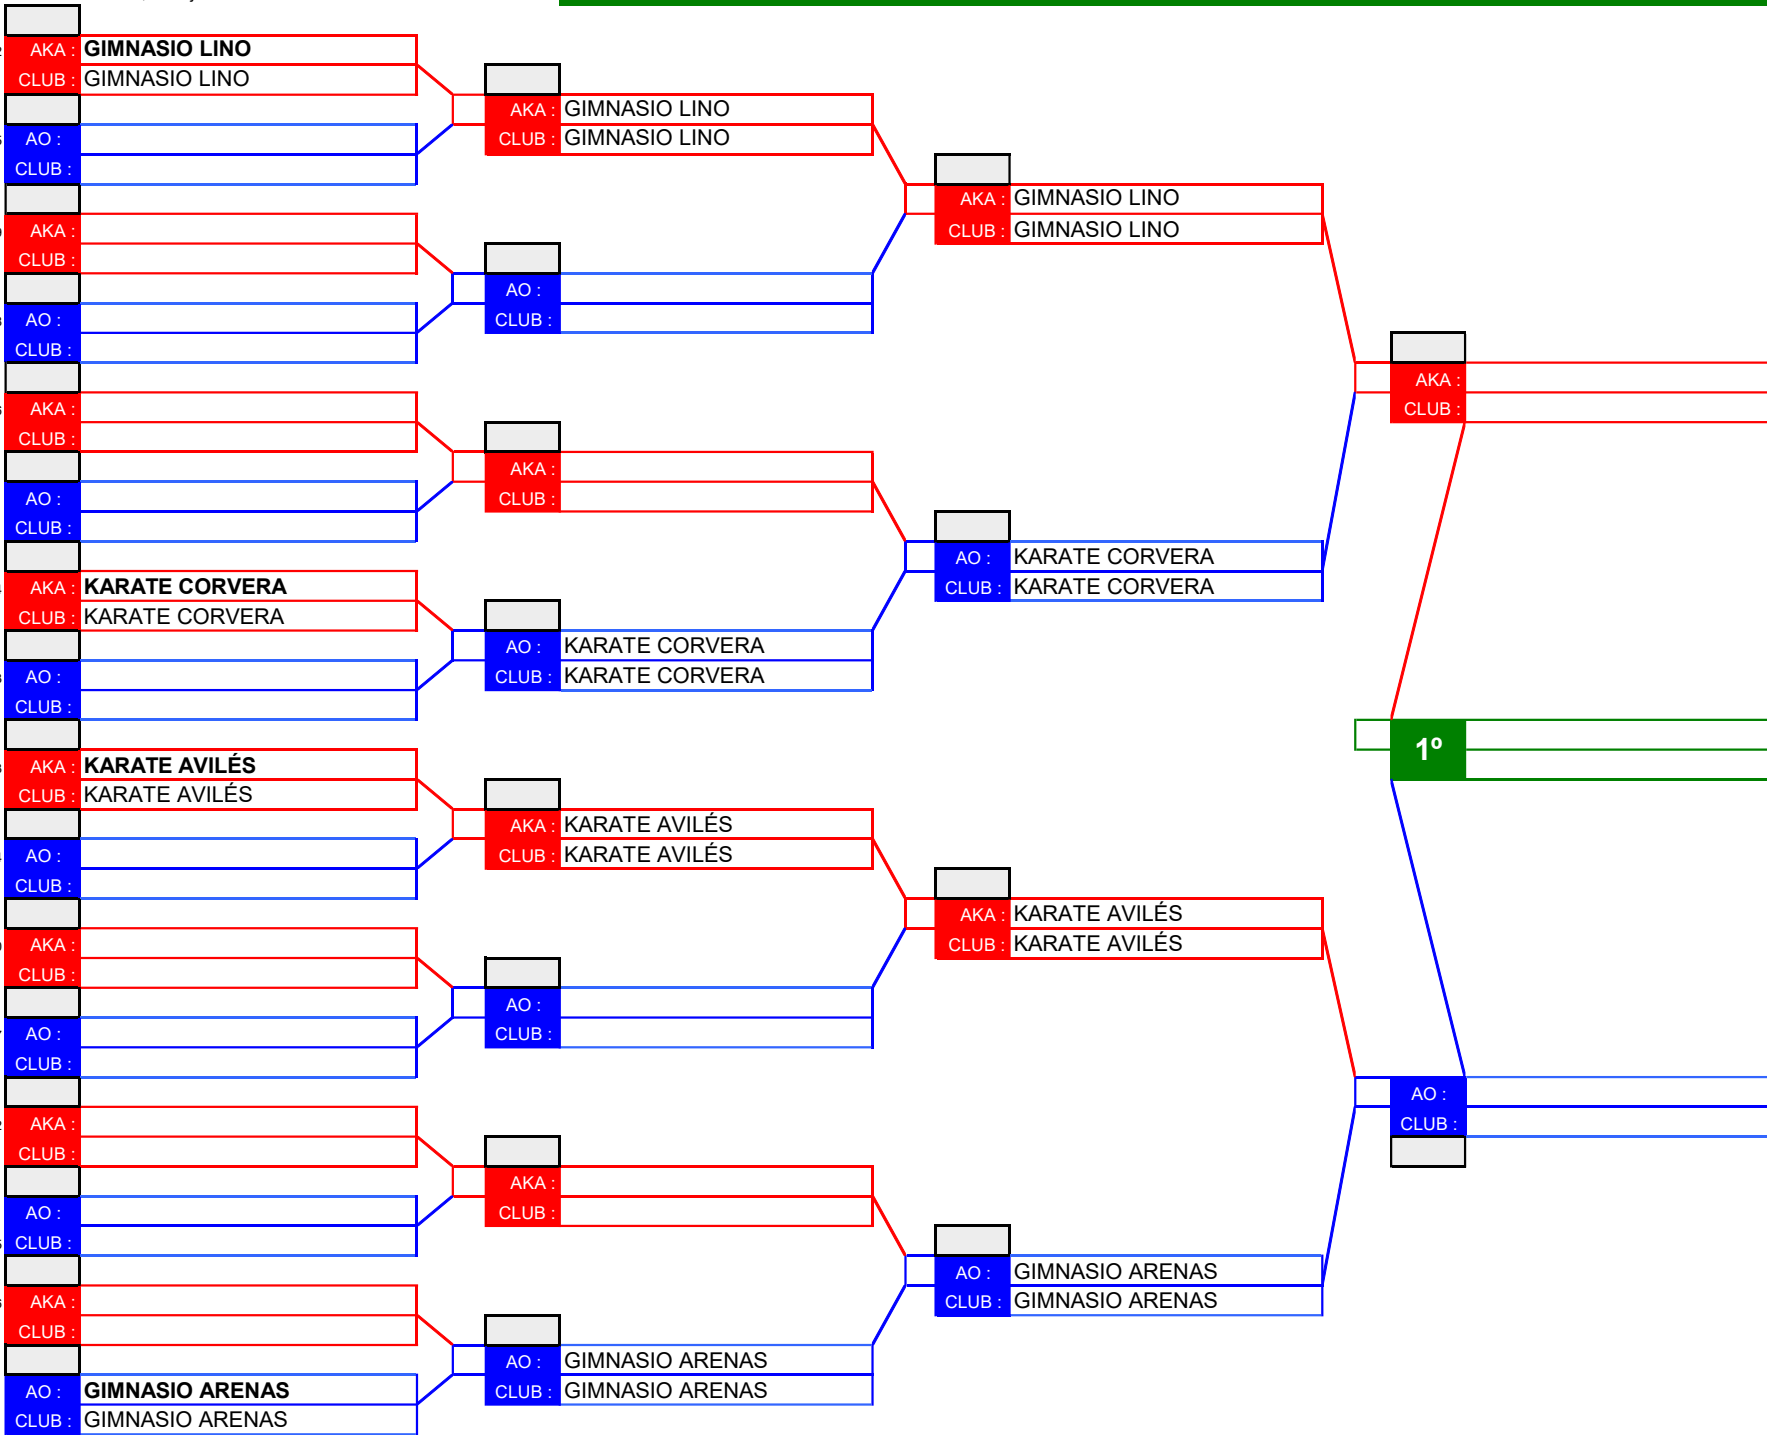 AKA : GIMNASIO LINO
CLUB : GIMNASIO LINO
AO :
CLUB :
AKA :
CLUB :
AO :
CLUB :
AKA :
CLUB :
AO :
CLUB :
AKA : KARATE CORVERA
CLUB : KARATE CORVERA
AO :
CLUB :
AKA : KARATE AVILÉS
CLUB : KARATE AVILÉS
AO :
CLUB :
AKA :
CLUB :
AO :
CLUB :
AKA :
CLUB :
AO :
CLUB :
AKA :
CLUB :
AO : GIMNASIO ARENAS
CLUB : GIMNASIO ARENAS
AKA : GIMNASIO LINO
CLUB : GIMNASIO LINO
AO :
CLUB :
AKA :
CLUB :
AO : KARATE CORVERA
CLUB : KARATE CORVERA
AKA : KARATE AVILÉS
CLUB : KARATE AVILÉS
AO :
CLUB :
AKA :
CLUB :
AO : GIMNASIO ARENAS
CLUB : GIMNASIO ARENAS
AKA : GIMNASIO LINO
CLUB : GIMNASIO LINO
AO : KARATE CORVERA
CLUB : KARATE CORVERA
AKA : KARATE AVILÉS
CLUB : KARATE AVILÉS
AO : GIMNASIO ARENAS
CLUB : GIMNASIO ARENAS
AKA :
CLUB :
1º
AO :
CLUB :